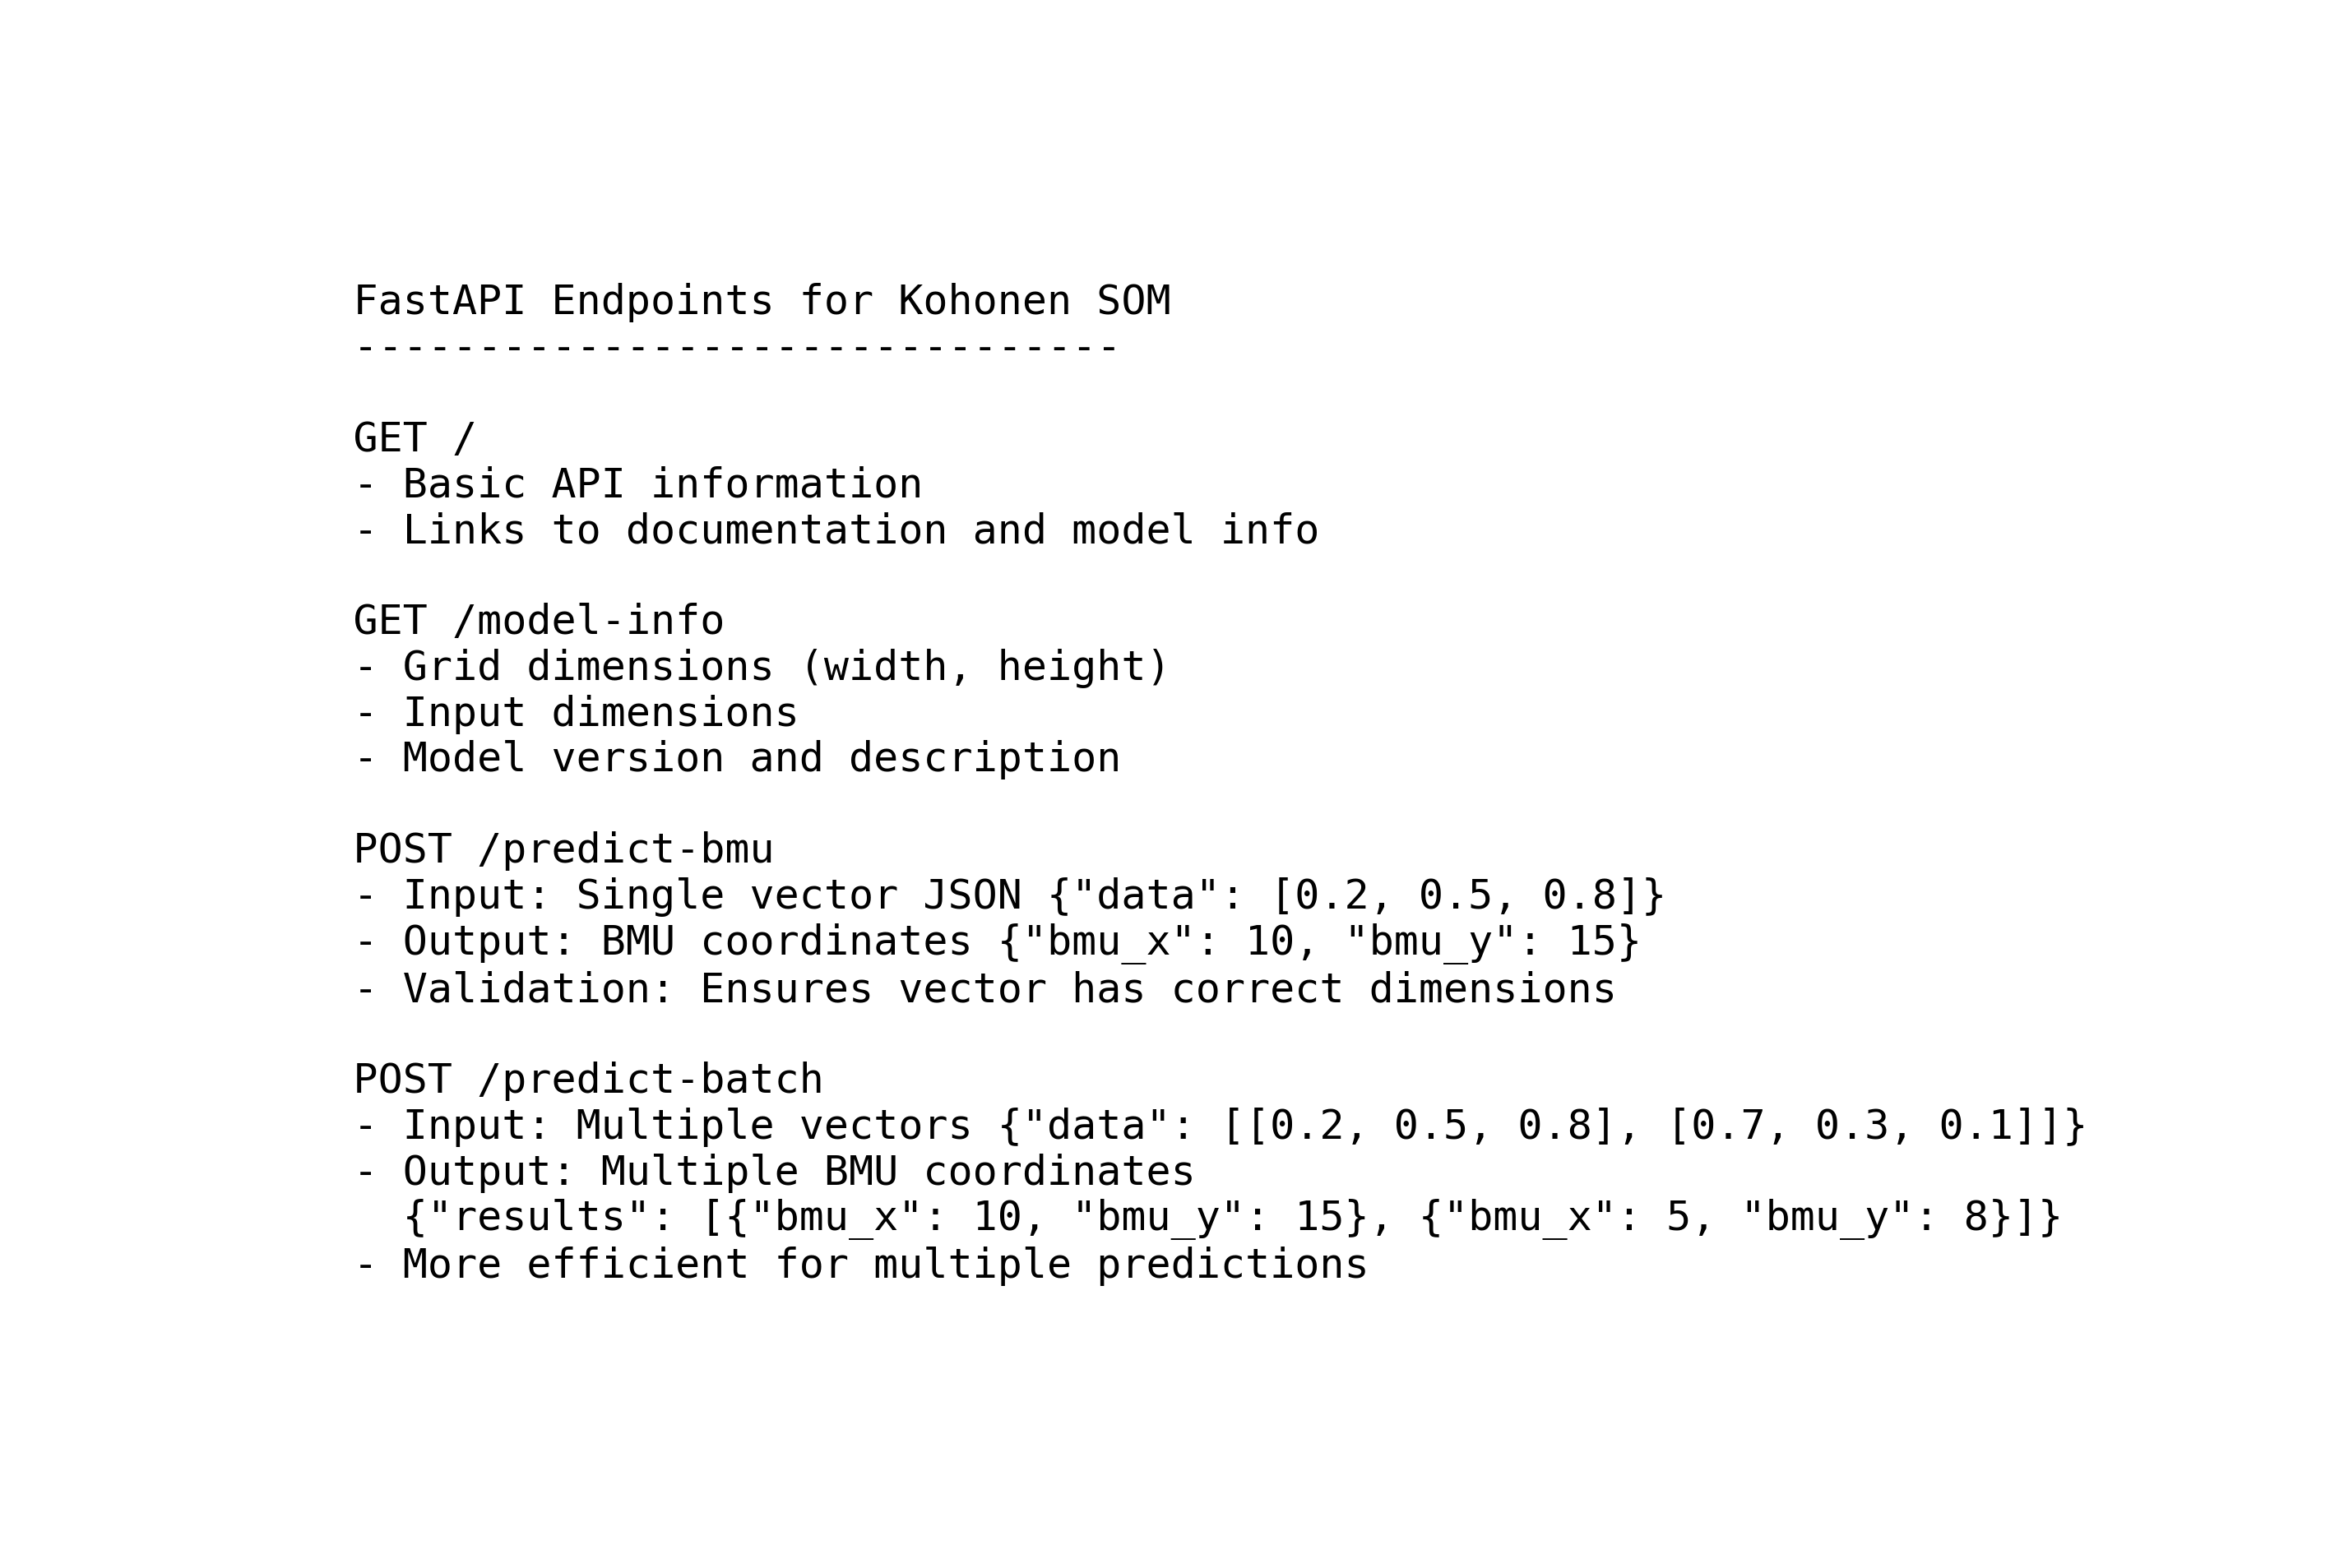 FastAPI Endpoints for Kohonen SOM
-------------------------------
GET /
- Basic API information
- Links to documentation and model info
GET /model-info
- Grid dimensions (width, height)
- Input dimensions
- Model version and description
POST /predict-bmu
- Input: Single vector JSON {"data": [0.2, 0.5, 0.8]}
- Output: BMU coordinates {"bmu_x": 10, "bmu_y": 15}
- Validation: Ensures vector has correct dimensions
POST /predict-batch
- Input: Multiple vectors {"data": [[0.2, 0.5, 0.8], [0.7, 0.3, 0.1]]}
- Output: Multiple BMU coordinates
  {"results": [{"bmu_x": 10, "bmu_y": 15}, {"bmu_x": 5, "bmu_y": 8}]}
- More efficient for multiple predictions